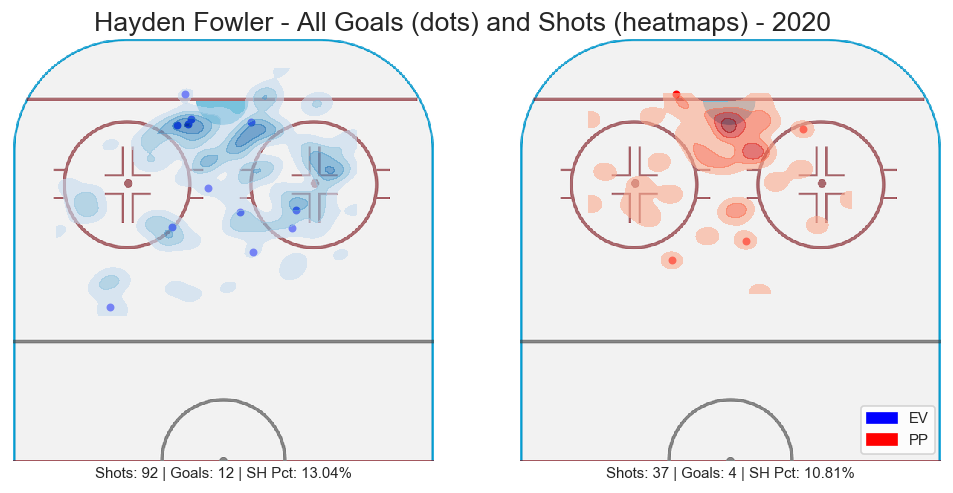 Hayden Fowler - All Goals (dots) and Shots (heatmaps) - 2020
EV
PP
Shots: 92 | Goals: 12 | SH Pct: 13.04%
Shots: 37 | Goals: 4 | SH Pct: 10.81%